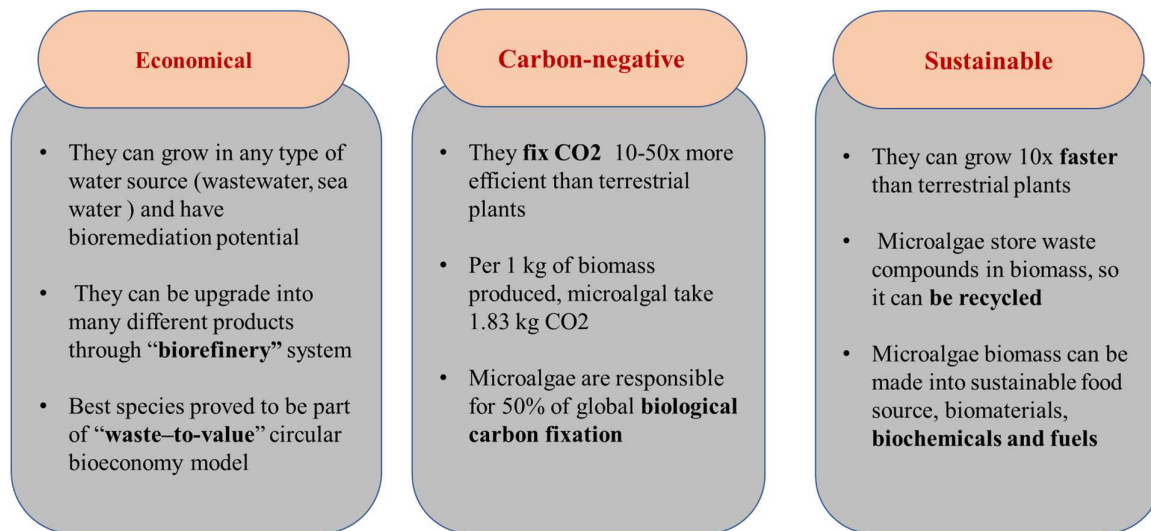 Economical
• They can grow in any type of
water source (wastewater, sea
water ) and have
bioremediation potential
• They can be upgrade into
many different products
through “biorefinery” system
• Best species proved to be part
of “waste–to-value” circular
bioeconomy model
Carbon-negative
• They fix CO2 10-50x more
efficient than terrestrial
plants
• Per 1 kg of biomass
produced, microalgal take
1.83 kg CO2
• Microalgae are responsible
for 50% of global biological
carbon fixation
Sustainable
• They can grow 10x faster
than terrestrial plants
• Microalgae store waste
compounds in biomass, so
it can be recycled
• Microalgae biomass can be
made into sustainable food
source, biomaterials,
biochemicals and fuels